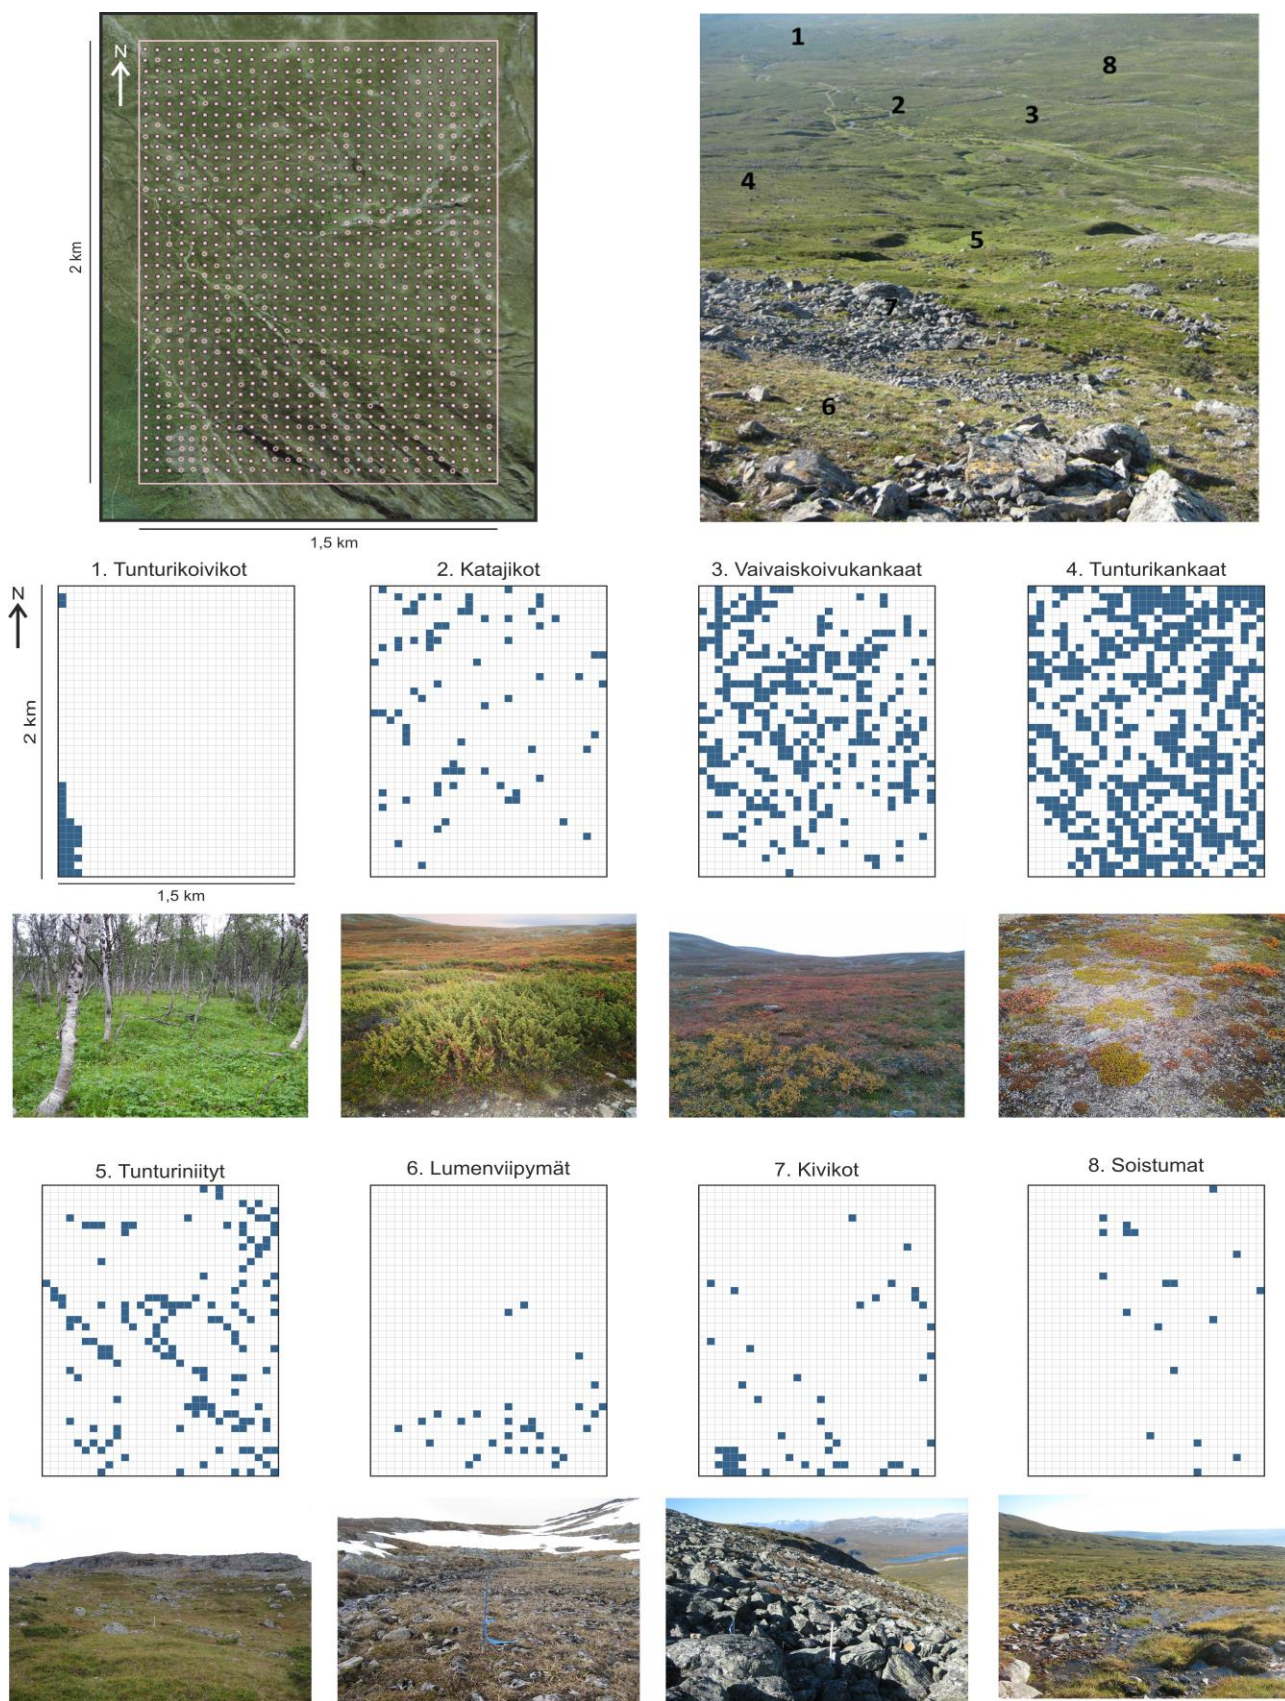 N
2 km
1,5 km
1
8
2
3
4
5
7
6
1. Tunturikoivikot
2. Katajikot
3. Vaivaiskoivukankaat
4. Tunturikankaat
N
2 km
1,5 km
5. Tunturiniityt
6. Lumenviipymät
7. Kivikot
8. Soistumat